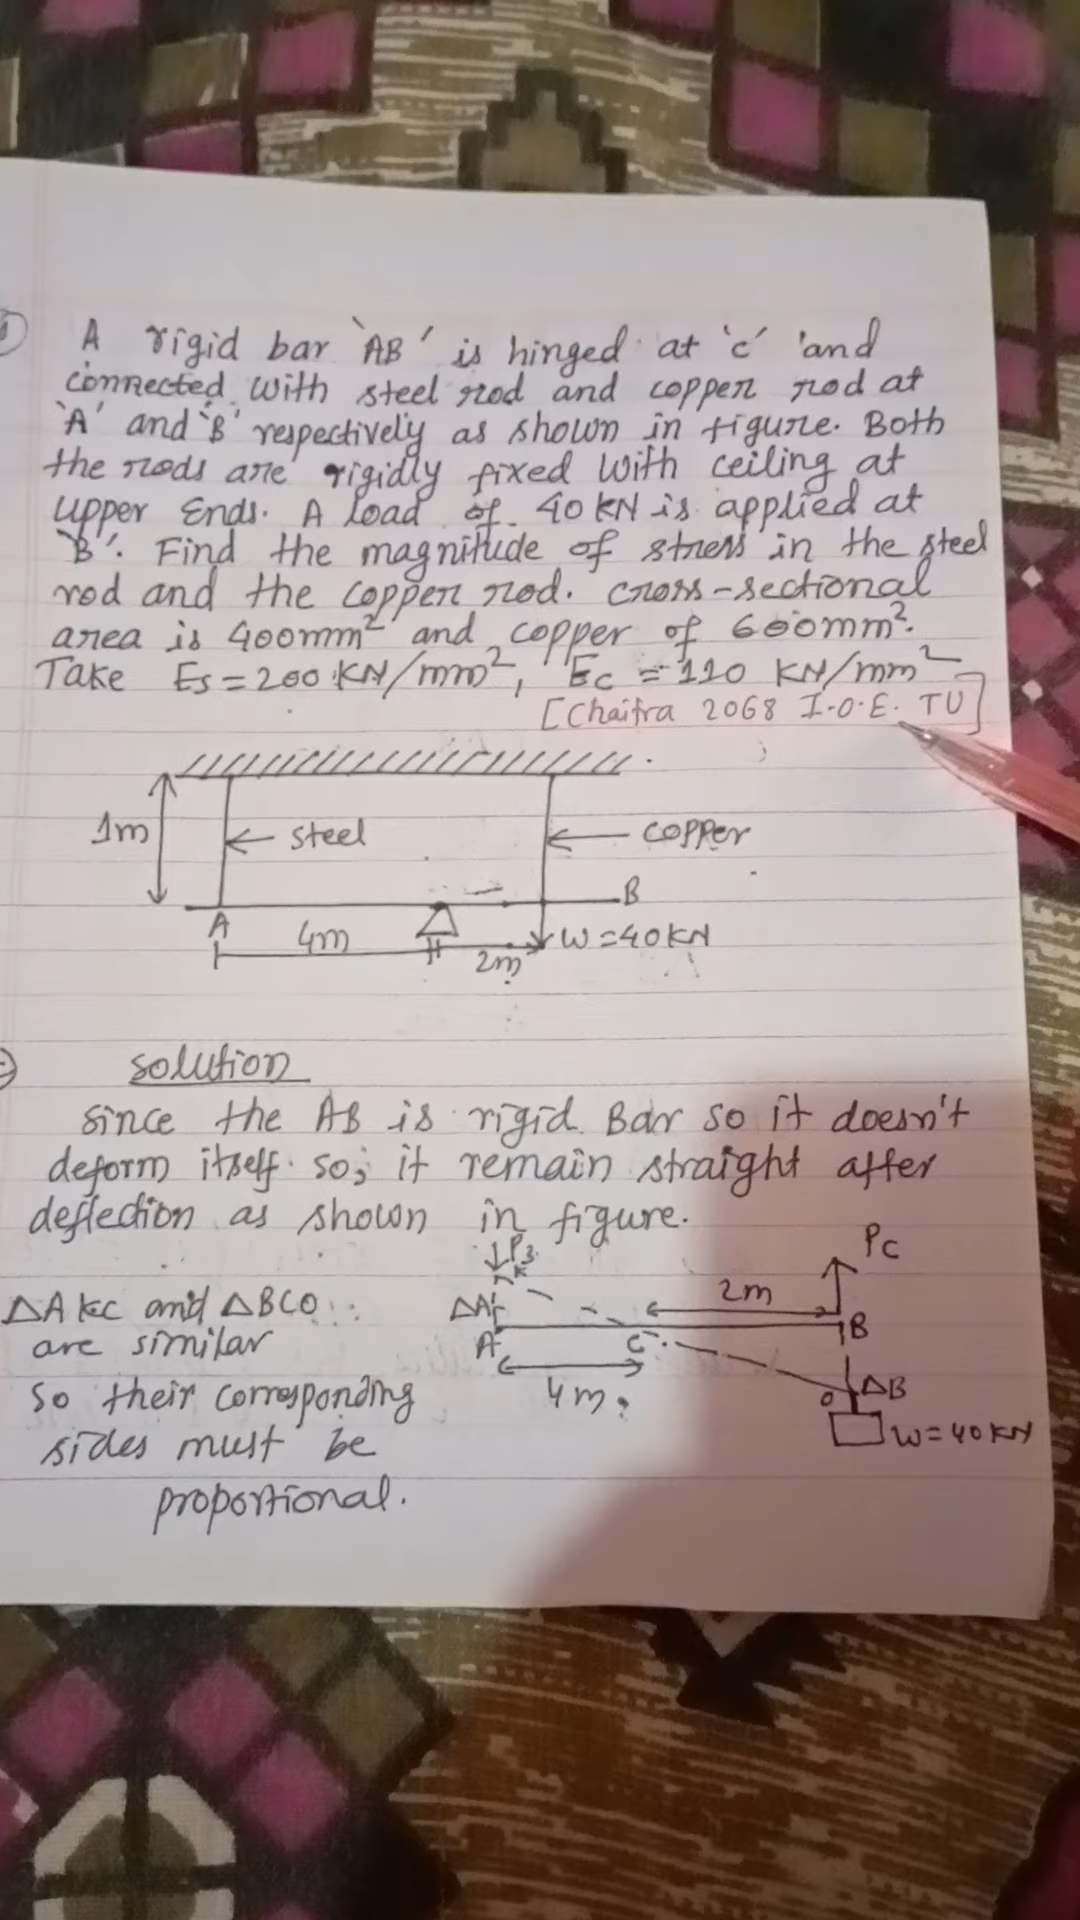 A rigid bar `AB' is hinged at 'c' 'and
connected with steel rod and copper rod at
`A' and `B' respectively as shown in figure. Both
the rods are rigidly fixed with ceiling at
upper Ends. A load of 40 kN is applied at
`B'. Find the magnitude of stress in the steel
rod and the copper rod. cross-sectional
area is 400mm² and copper of 600mm².
Take Es = 200 KN/mm², Ec = 110 KN/mm²
[Chaitra 2068 I.O.E. TU]
1m
steel
copper
A
B
4m
2m
W = 40 KN
solution
since the AB is rigid Bar so it doesn't
deform itself. so; it remain straight after
deflection as shown in figure.
Pc
2m
ΔA
A
C
B
4m
O
ΔB
W = 40 KN
ΔAKC and ΔBCO
are similar
so their corresponding
sides must be
proportional.